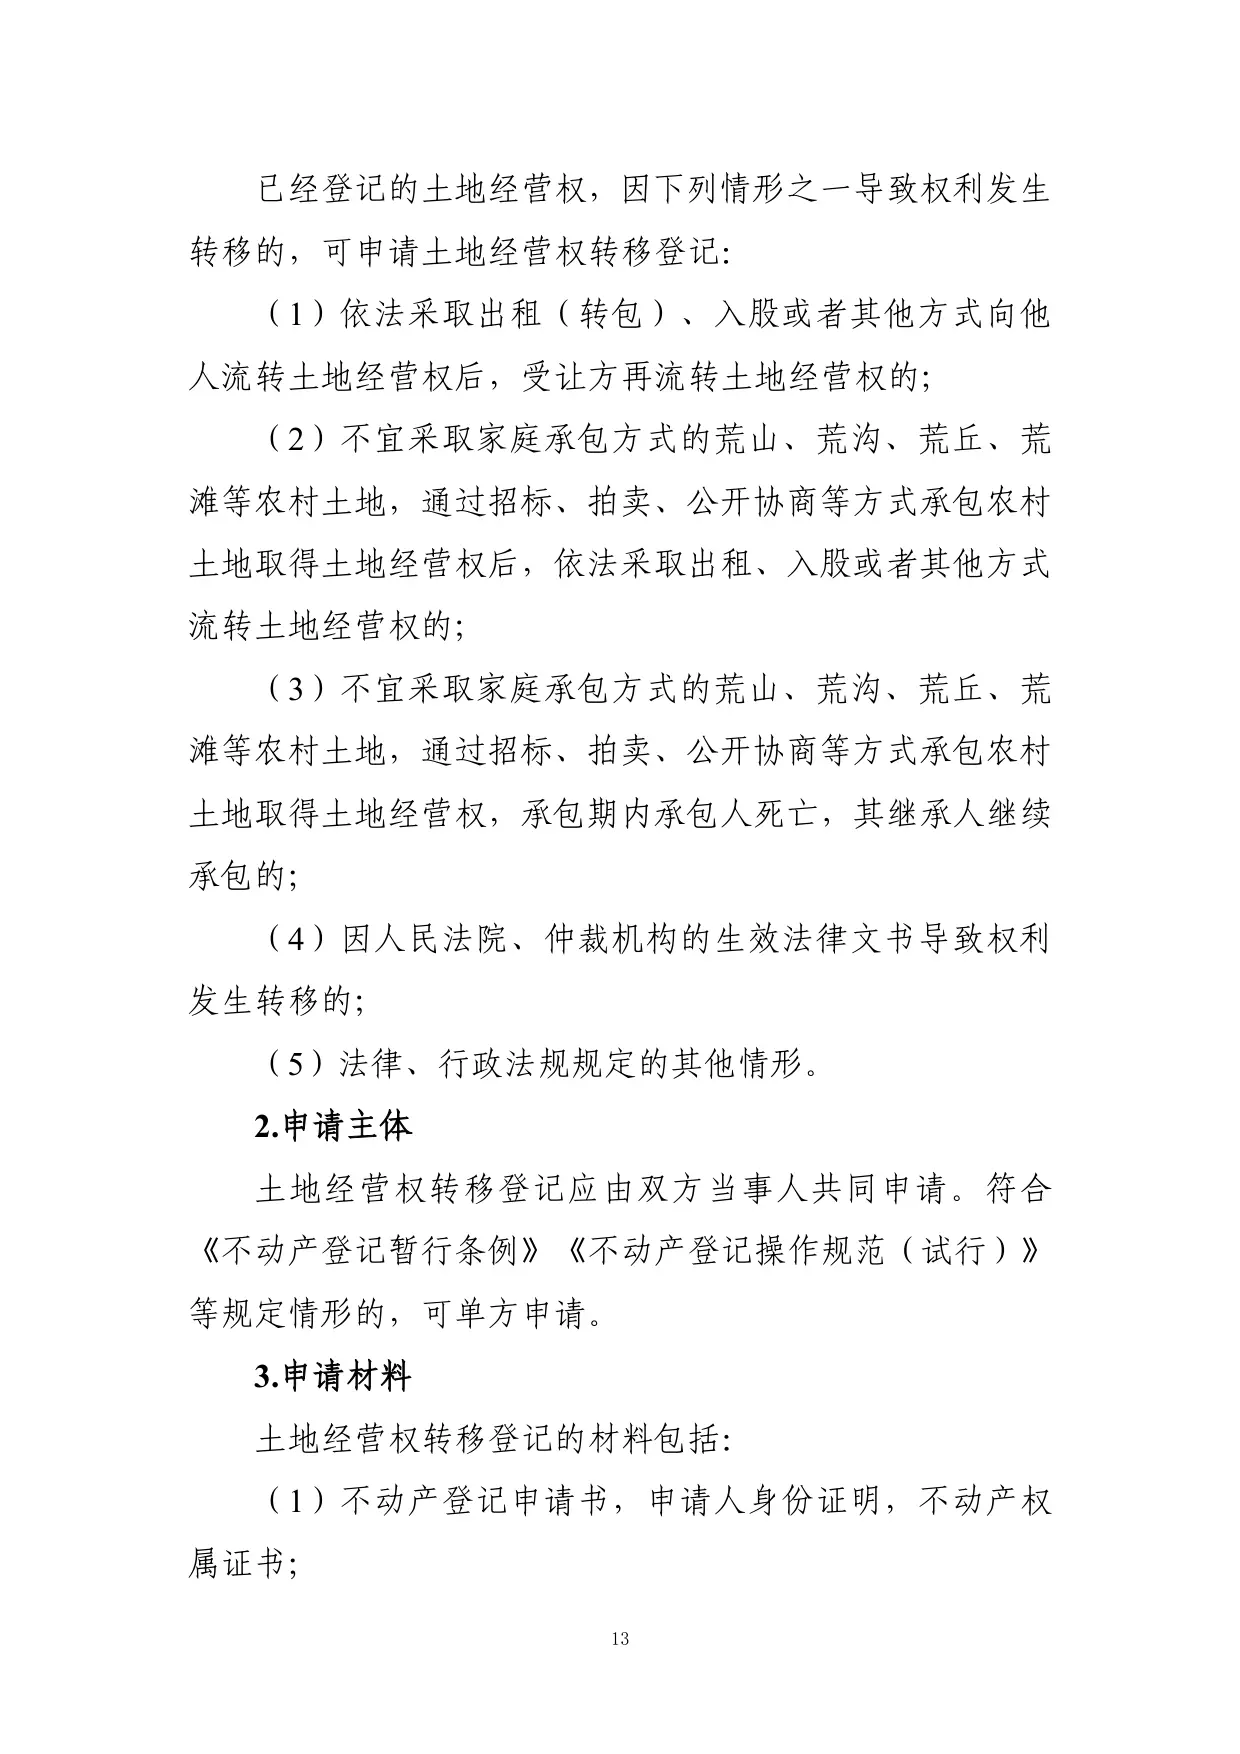 已经登记的土地经营权，因下列情形之一导致权利发生
转移的，可申请土地经营权转移登记：
（1）依法采取出租（转包）、入股或者其他方式向他
人流转土地经营权后，受让方再流转土地经营权的；
（2）不宜采取家庭承包方式的荒山、荒沟、荒丘、荒
滩等农村土地，通过招标、拍卖、公开协商等方式承包农村
土地取得土地经营权后，依法采取出租、入股或者其他方式
流转土地经营权的；
（3）不宜采取家庭承包方式的荒山、荒沟、荒丘、荒
滩等农村土地，通过招标、拍卖、公开协商等方式承包农村
土地取得土地经营权，承包期内承包人死亡，其继承人继续
承包的；
（4）因人民法院、仲裁机构的生效法律文书导致权利
发生转移的；
（5）法律、行政法规规定的其他情形。
2.申请主体
土地经营权转移登记应由双方当事人共同申请。符合
《不动产登记暂行条例》《不动产登记操作规范（试行）》
等规定情形的，可单方申请。
3.申请材料
土地经营权转移登记的材料包括：
（1）不动产登记申请书，申请人身份证明，不动产权
属证书；
13